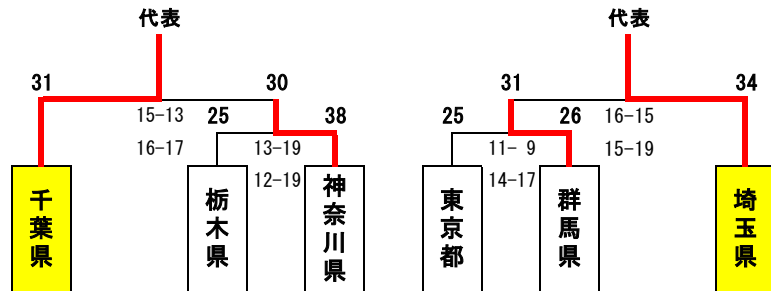 代表 代表
31 30 31 34
15-13 25 38 25 26 16-15
16-17 13-19 11- 9 15-19
12-19 14-17
千葉県 栃木県 神奈川県 東京都 群馬県 埼玉県